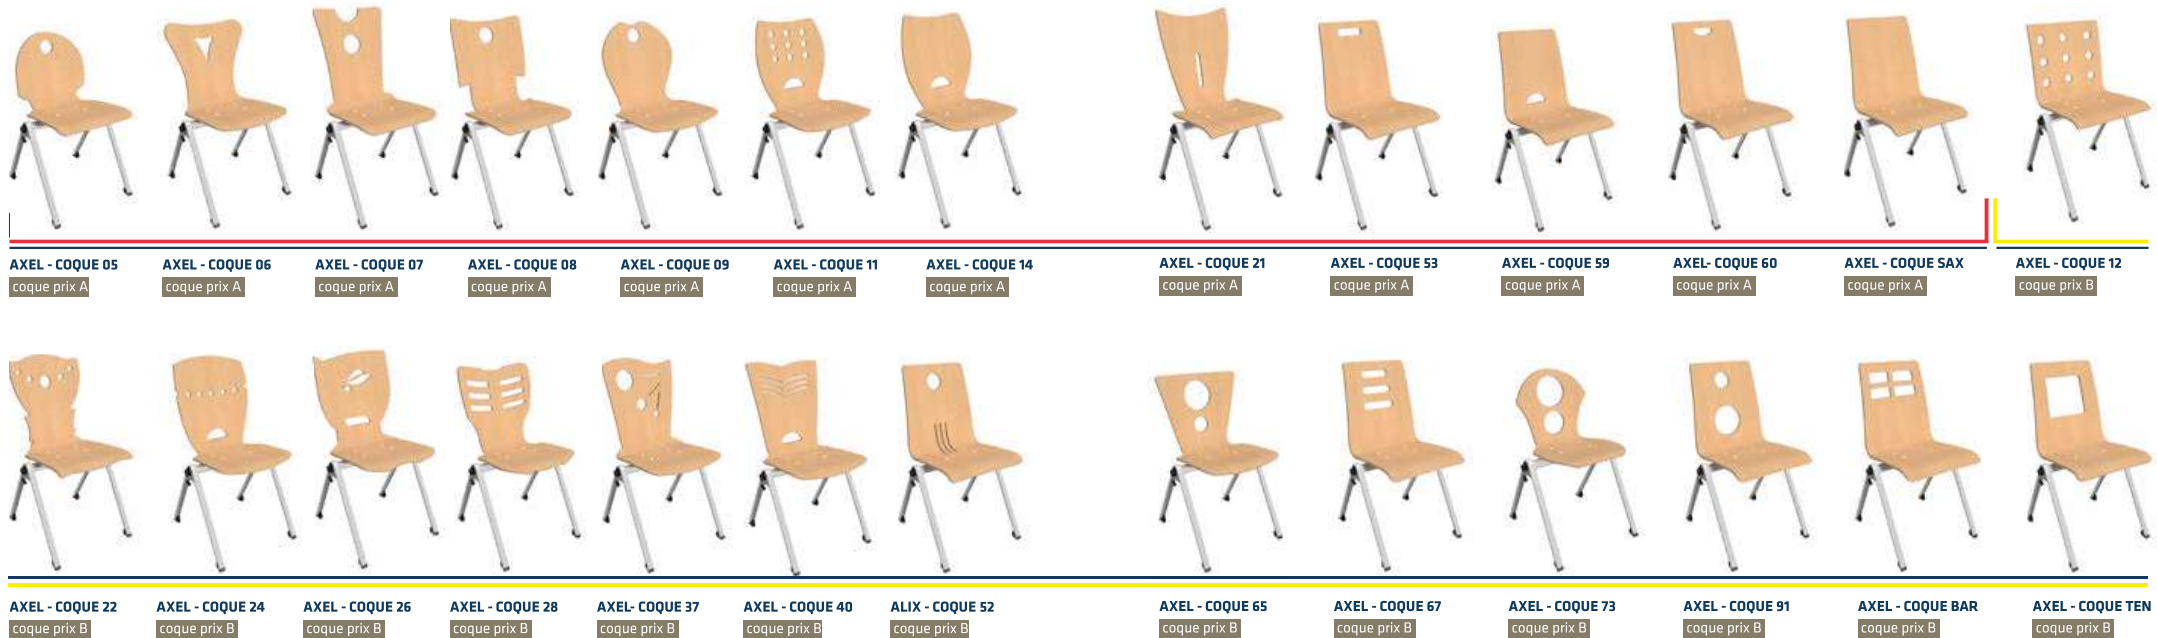 AXEL - COQUE 05
coque prix A
AXEL - COQUE 06
coque prix A
AXEL - COQUE 07
coque prix A
AXEL - COQUE 08
coque prix A
AXEL - COQUE 09
coque prix A
AXEL - COQUE 11
coque prix A
AXEL - COQUE 14
coque prix A
AXEL - COQUE 21
coque prix A
AXEL - COQUE 53
coque prix A
AXEL - COQUE 59
coque prix A
AXEL- COQUE 60
coque prix A
AXEL - COQUE SAX
coque prix A
AXEL - COQUE 12
coque prix B
AXEL - COQUE 22
coque prix B
AXEL - COQUE 24
coque prix B
AXEL - COQUE 26
coque prix B
AXEL - COQUE 28
coque prix B
AXEL- COQUE 37
coque prix B
AXEL - COQUE 40
coque prix B
ALIX - COQUE 52
coque prix B
AXEL - COQUE 65
coque prix B
AXEL - COQUE 67
coque prix B
AXEL - COQUE 73
coque prix B
AXEL - COQUE 91
coque prix B
AXEL - COQUE BAR
coque prix B
AXEL - COQUE TEN
coque prix B